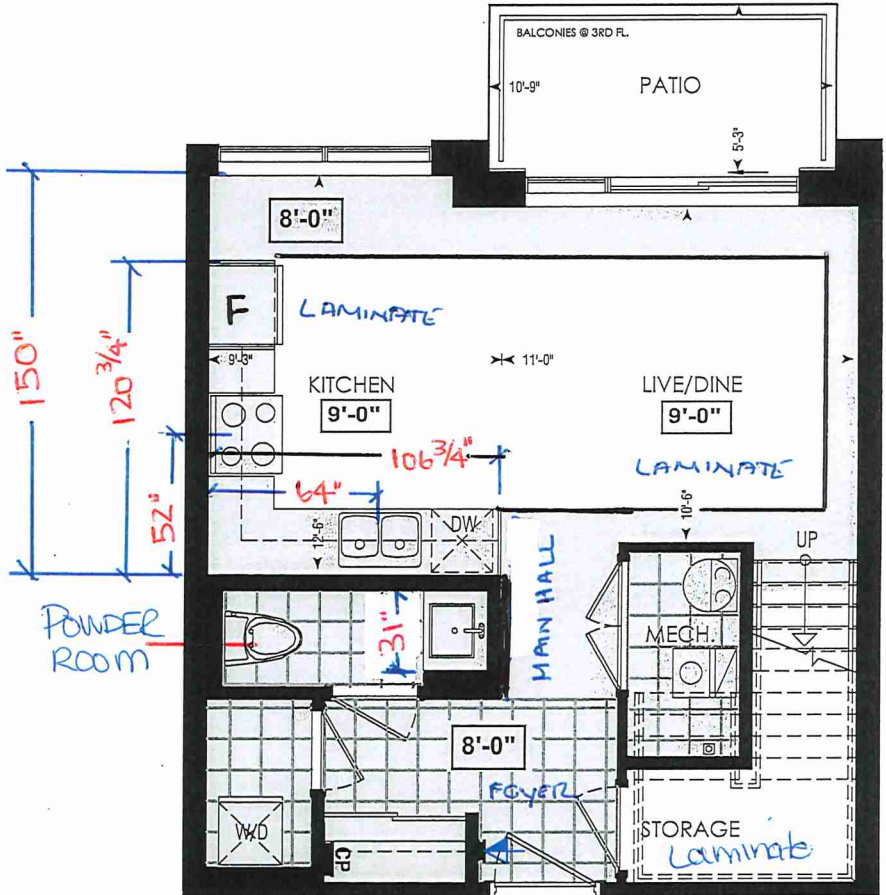 BALCONIES @ 3RD FL.
10'-9"
PATIO
5'-3"
8'-0"
F
LAMINATE
150"
120 3/4"
9'-3"
11'-0"
KITCHEN
9'-0"
LIVE/DINE
9'-0"
106 3/4"
LAMINATE
64"
52"
12'-6"
DW
10'-6"
UP
MAIN HALL
POWDER
ROOM
31"
MECH.
8'-0"
FOYER
W/D
CP
STORAGE
Laminate